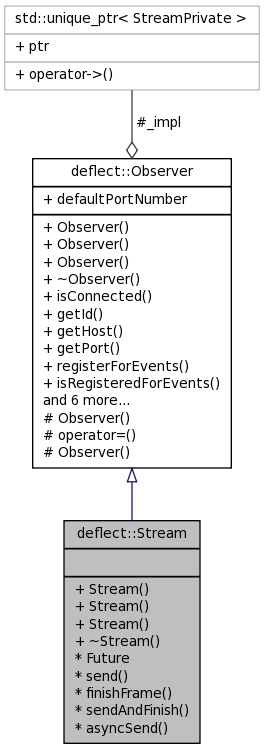 std::unique_ptr< StreamPrivate >
+ ptr
+ operator->()
#_impl
deflect::Observer
+ defaultPortNumber
+ Observer()
+ Observer()
+ Observer()
+ ~Observer()
+ isConnected()
+ getId()
+ getHost()
+ getPort()
+ registerForEvents()
+ isRegisteredForEvents()
and 6 more...
# Observer()
# operator=()
# Observer()
deflect::Stream
+ Stream()
+ Stream()
+ Stream()
+ ~Stream()
* Future
* send()
* finishFrame()
* sendAndFinish()
* asyncSend()